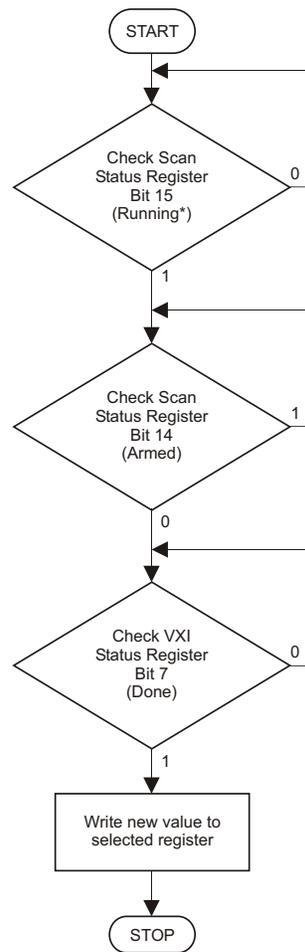 START
Check Scan
Status Register
Bit 15
(Running*)
0
1
Check Scan
Status Register
Bit 14
(Armed)
1
0
Check VXI
Status Register
Bit 7
(Done)
0
1
Write new value to
selected register
STOP